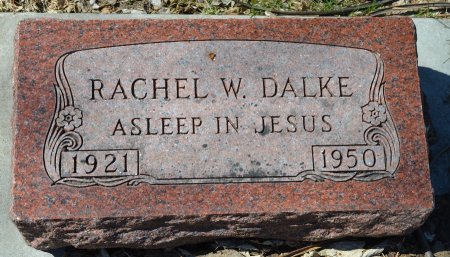 RACHEL W. DALKE
ASLEEP IN JESUS
1921 1950